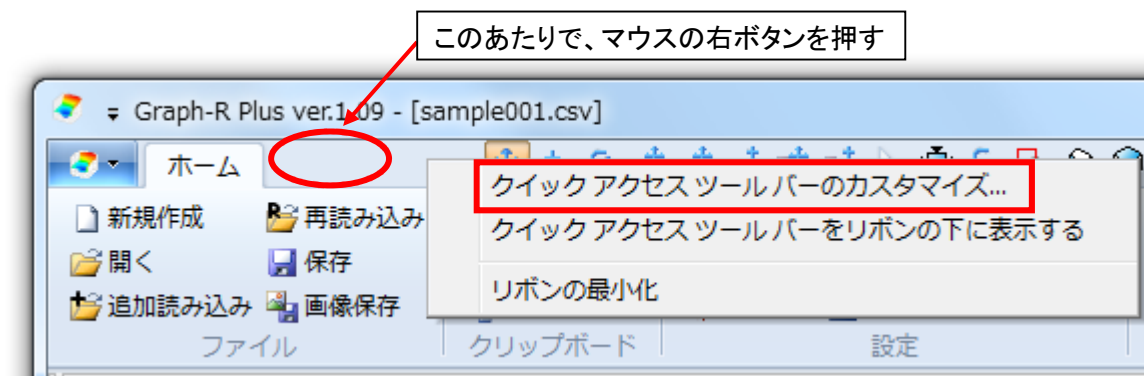 このあたりで、マウスの右ボタンを押す
Graph-R Plus ver.1.09 - [sample001.csv]
ホーム
クイック アクセス ツール バーのカスタマイズ...
新規作成
再読み込み
クイック アクセス ツール バーをリボンの下に表示する
開く
保存
リボンの最小化
追加読み込み
画像保存
ファイル
クリップボード
設定